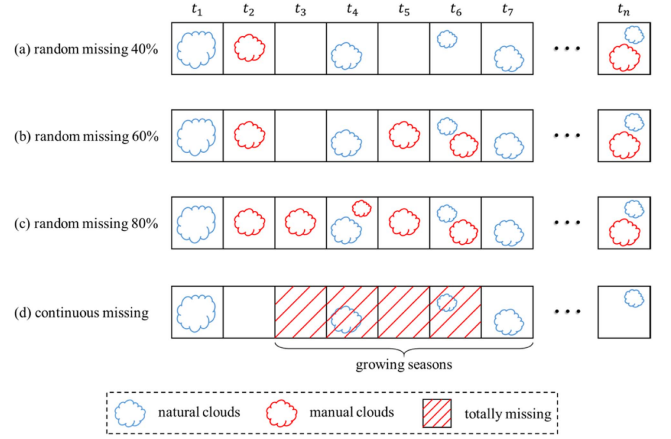 t₁ t₂ t₃ t₄ t₅ t₆ t₇ tₙ
(a) random missing 40%
(b) random missing 60%
(c) random missing 80%
(d) continuous missing
growing seasons
natural clouds manual clouds totally missing